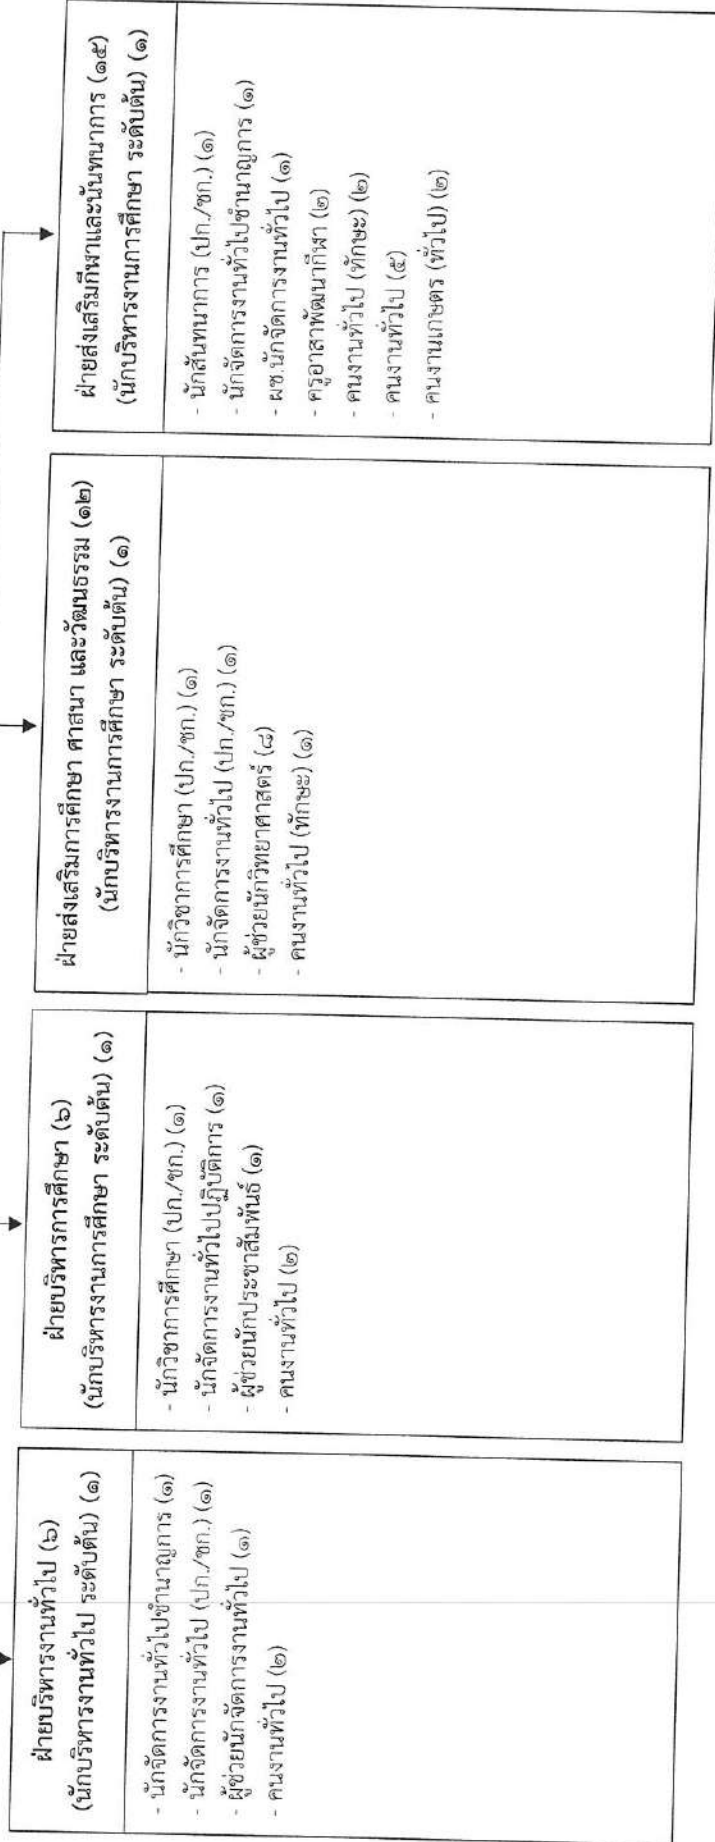 ฝ่ายบริหารงานทั่วไป (๖)
(นักบริหารงานทั่วไป ระดับต้น) (๑)
- นักจัดการงานทั่วไปชำนาญการ (๑)
- นักจัดการงานทั่วไป (ปก./ชก.) (๑)
- ผู้ช่วยนักจัดการงานทั่วไป (๑)
- คนงานทั่วไป (๒)
ฝ่ายบริหารการศึกษา (๖)
(นักบริหารงานการศึกษา ระดับต้น) (๑)
- นักวิชาการศึกษา (ปก./ชก.) (๑)
- นักจัดการงานทั่วไปปฏิบัติการ (๑)
- ผู้ช่วยนักประชาสัมพันธ์ (๑)
- คนงานทั่วไป (๒)
ฝ่ายส่งเสริมการศึกษา ศาสนา และวัฒนธรรม (๑๒)
(นักบริหารงานการศึกษา ระดับต้น) (๑)
- นักวิชาการศึกษา (ปก./ชก.) (๑)
- นักจัดการงานทั่วไป (ปก./ชก.) (๑)
- ผู้ช่วยนักวิทยาศาสตร์ (๘)
- คนงานทั่วไป (ทักษะ) (๑)
ฝ่ายส่งเสริมกีฬาและนันทนาการ (๑๕)
(นักบริหารงานการศึกษา ระดับต้น) (๑)
- นักสันทนาการ (ปก./ชก.) (๑)
- นักจัดการงานทั่วไปชำนาญการ (๑)
- ผช.นักจัดการงานทั่วไป (๑)
- ครูอาสาพัฒนากีฬา (๒)
- คนงานทั่วไป (ทักษะ) (๒)
- คนงานทั่วไป (๕)
- คนงานเกษตร (ทั่วไป) (๒)